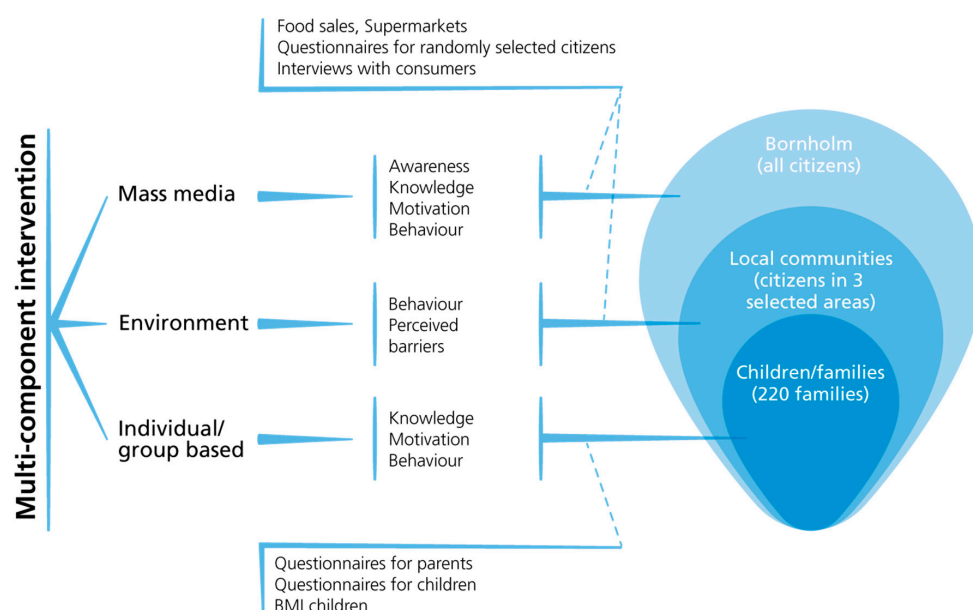 Food sales, Supermarkets
Questionnaires for randomly selected citizens
Interviews with consumers
Multi-component intervention
Mass media
Awareness
Knowledge
Motivation
Behaviour
Bornholm
(all citizens)
Environment
Behaviour
Perceived
barriers
Local communities
(citizens in 3
selected areas)
Individual/
group based
Knowledge
Motivation
Behaviour
Children/families
(220 families)
Questionnaires for parents
Questionnaires for children
BMI children